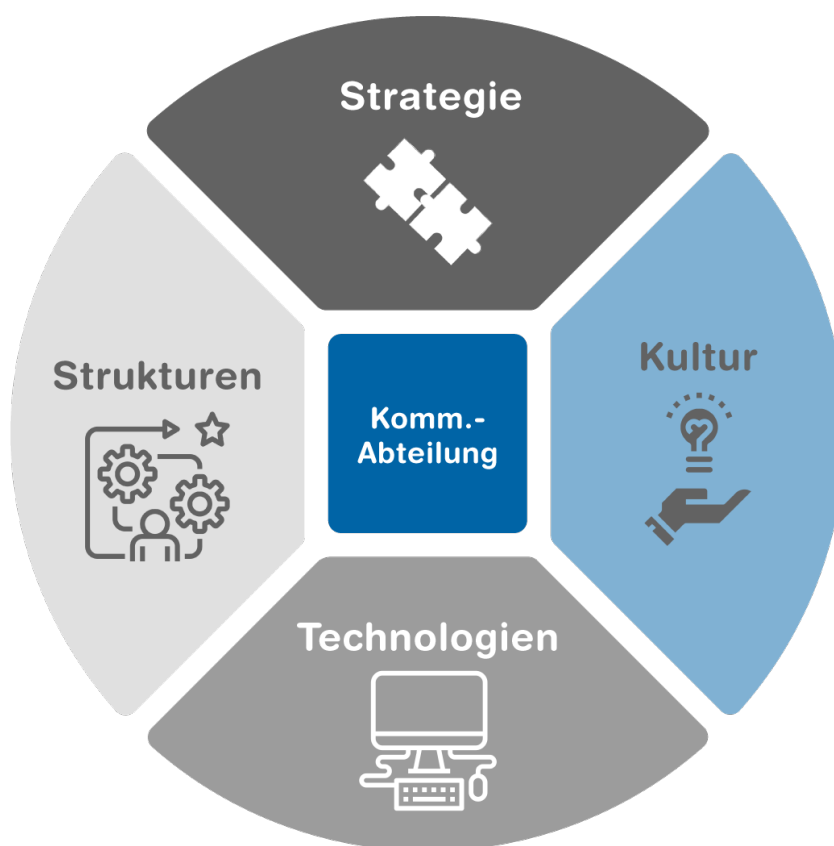 Strategie
Strukturen
Kultur
Komm.-
Abteilung
Technologien